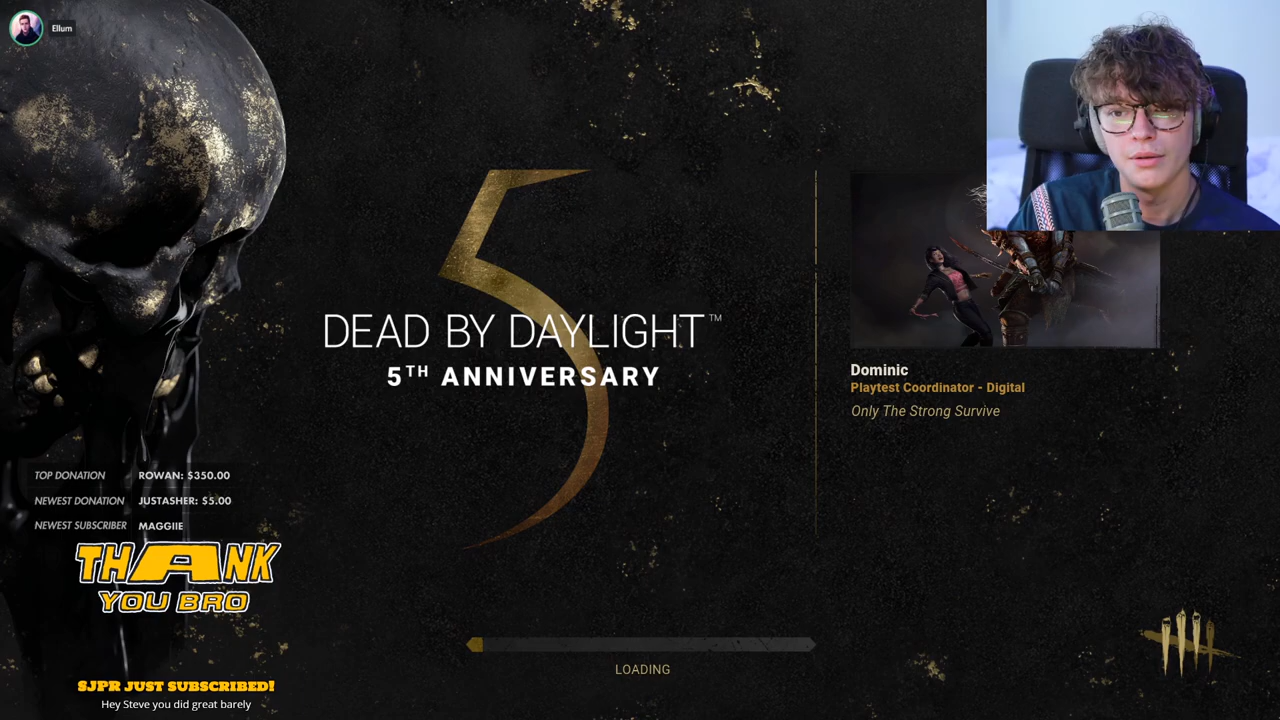 Ellum
DEAD BY DAYLIGHT™
5TH ANNIVERSARY
Dominic
Playtest Coordinator - Digital
Only The Strong Survive
TOP DONATION ROWAN: $350.00
NEWEST DONATION JUSTASHER: $5.00
NEWEST SUBSCRIBER MAGGIIE
THANK
YOU BRO
SJPR JUST SUBSCRIBED!
Hey Steve you did great barely
LOADING